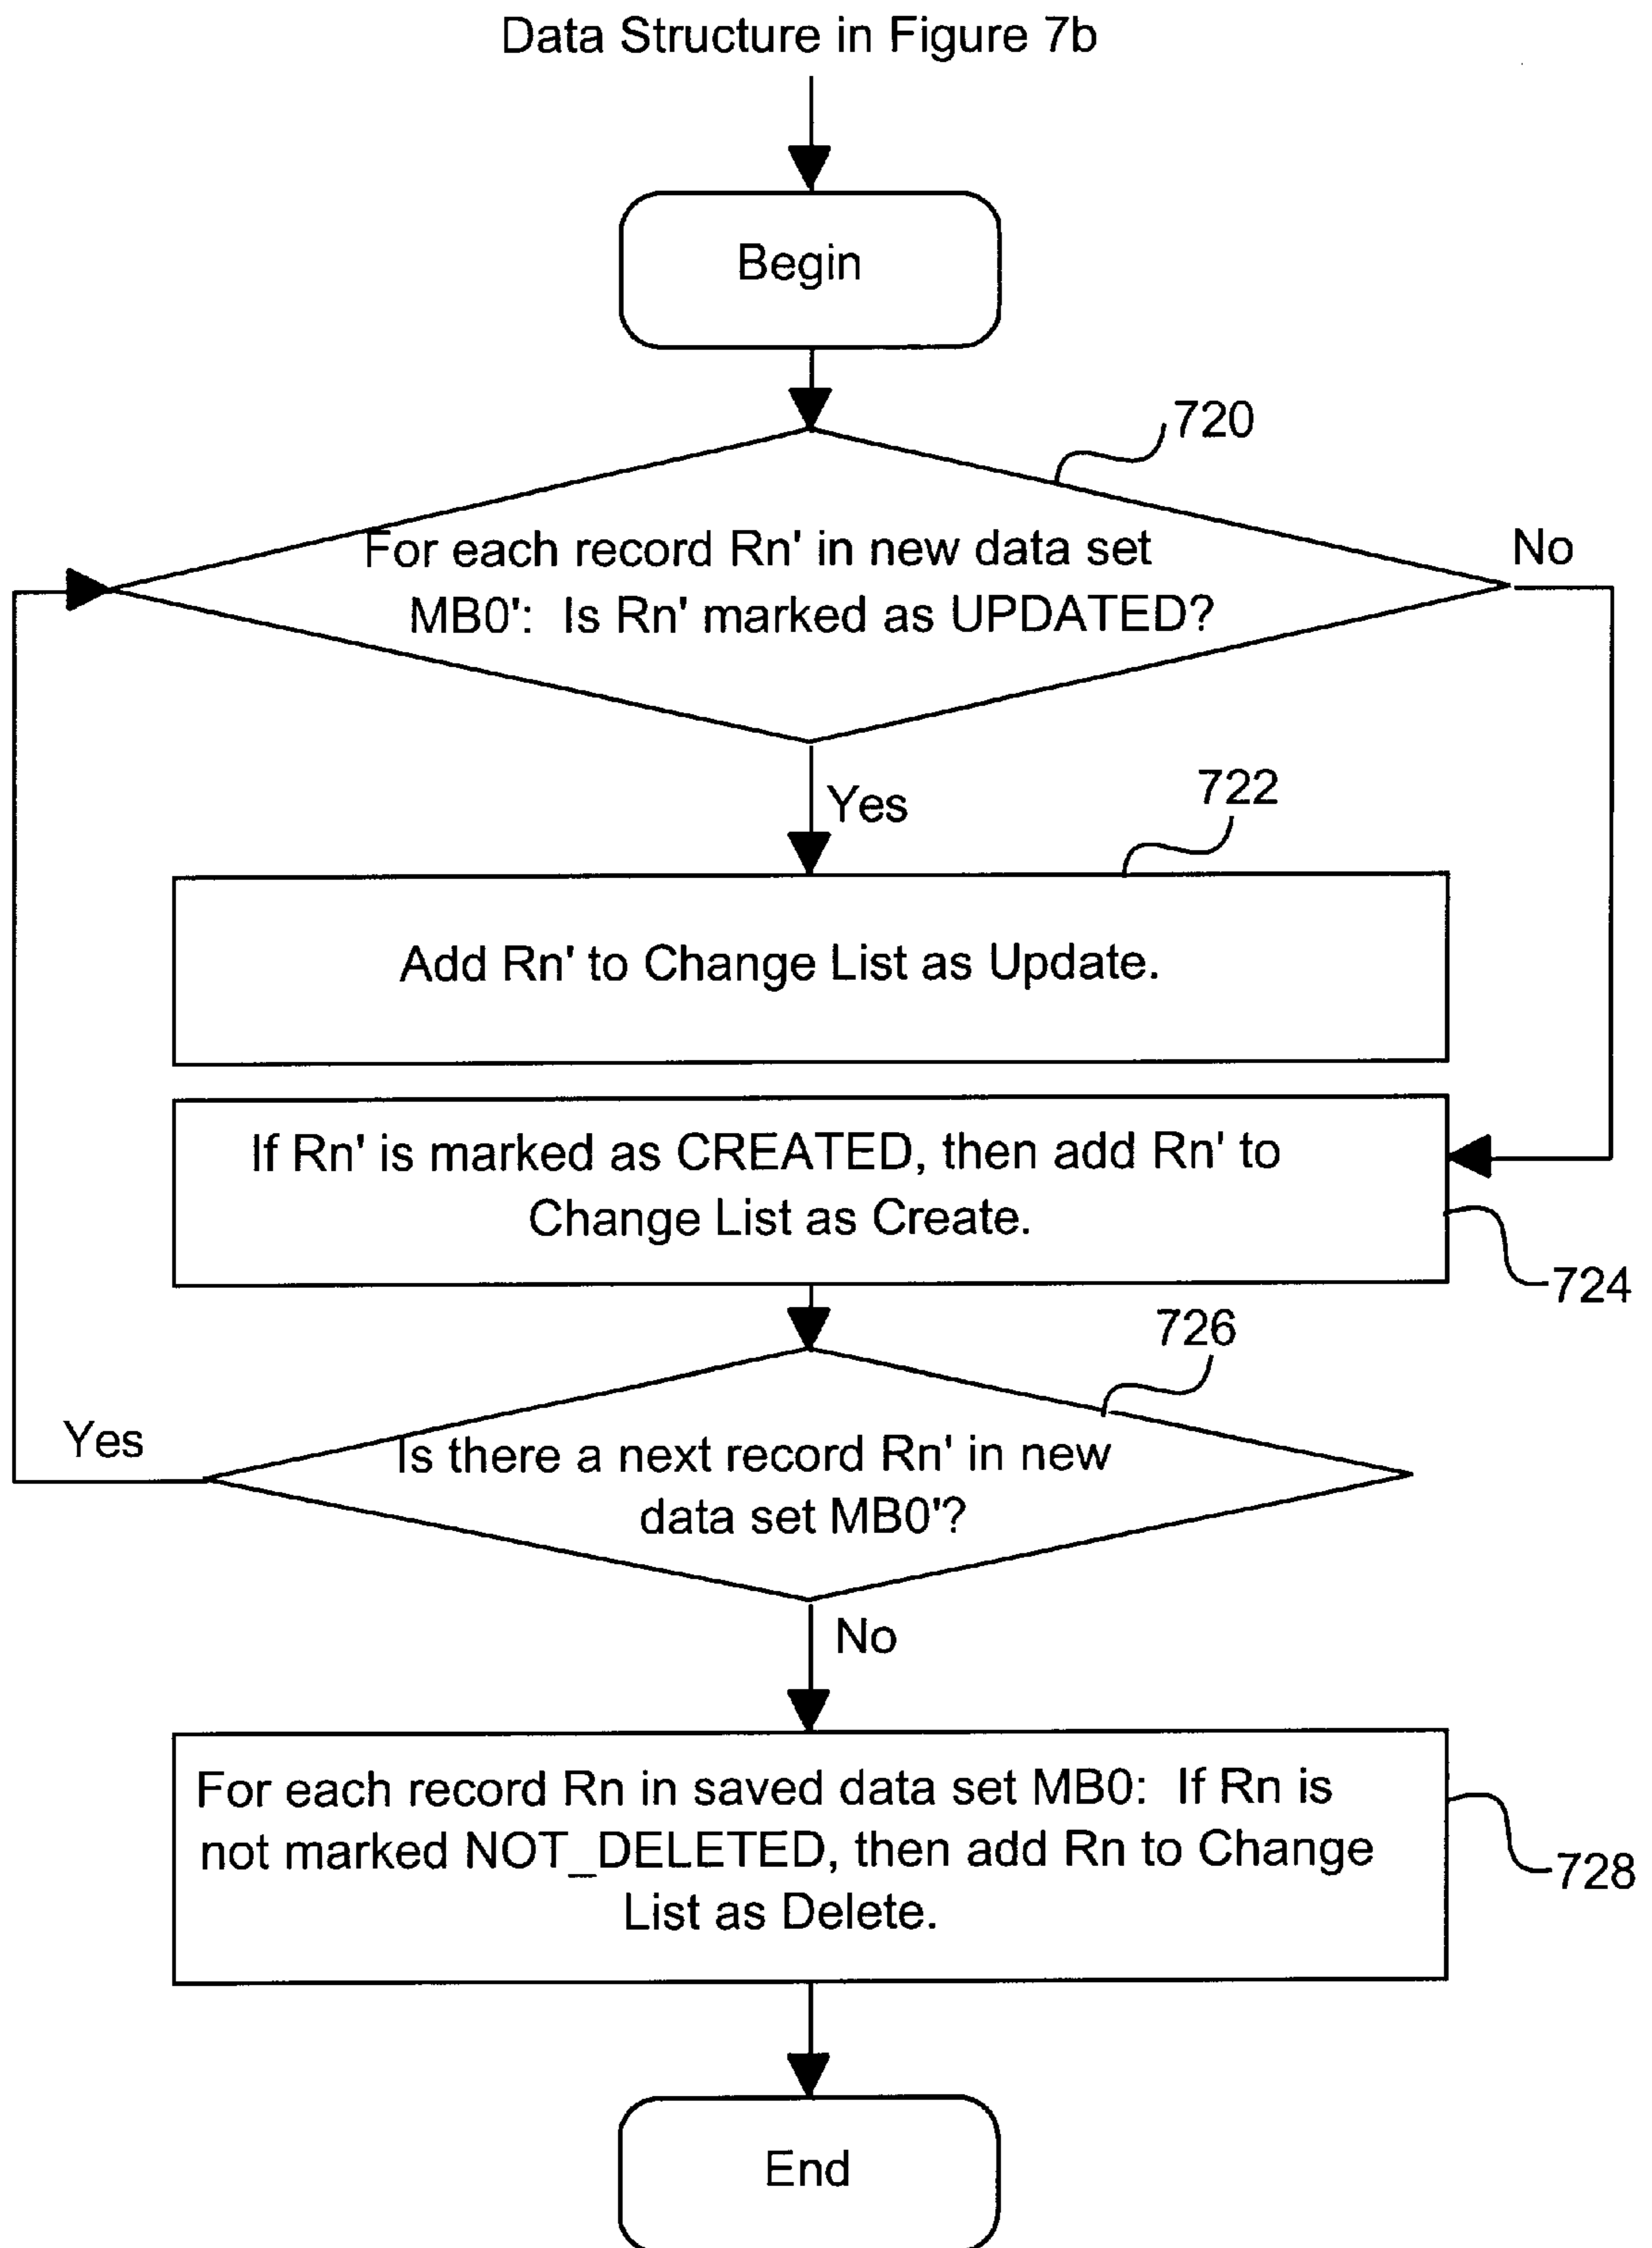 Data Structure in Figure 7b
Begin
720
For each record Rn' in new data set
MB0': Is Rn' marked as UPDATED?
No
Yes
722
Add Rn' to Change List as Update.
If Rn' is marked as CREATED, then add Rn' to
Change List as Create.
724
726
Yes
Is there a next record Rn' in new
data set MB0'?
No
For each record Rn in saved data set MB0: If Rn is
not marked NOT_DELETED, then add Rn to Change
List as Delete.
728
End